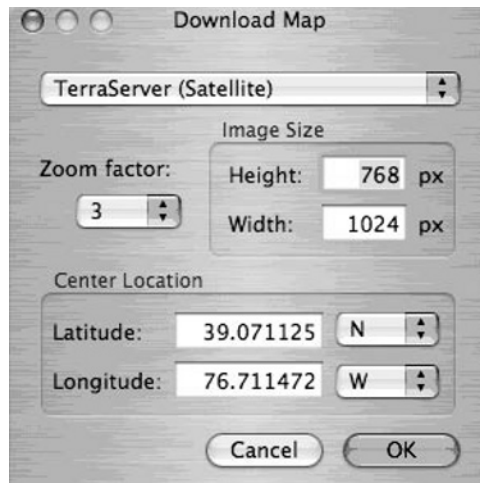 Download Map
TerraServer (Satellite)
Image Size
Zoom factor:
3
Height: 768 px
Width: 1024 px
Center Location
Latitude: 39.071125 N
Longitude: 76.711472 W
Cancel OK